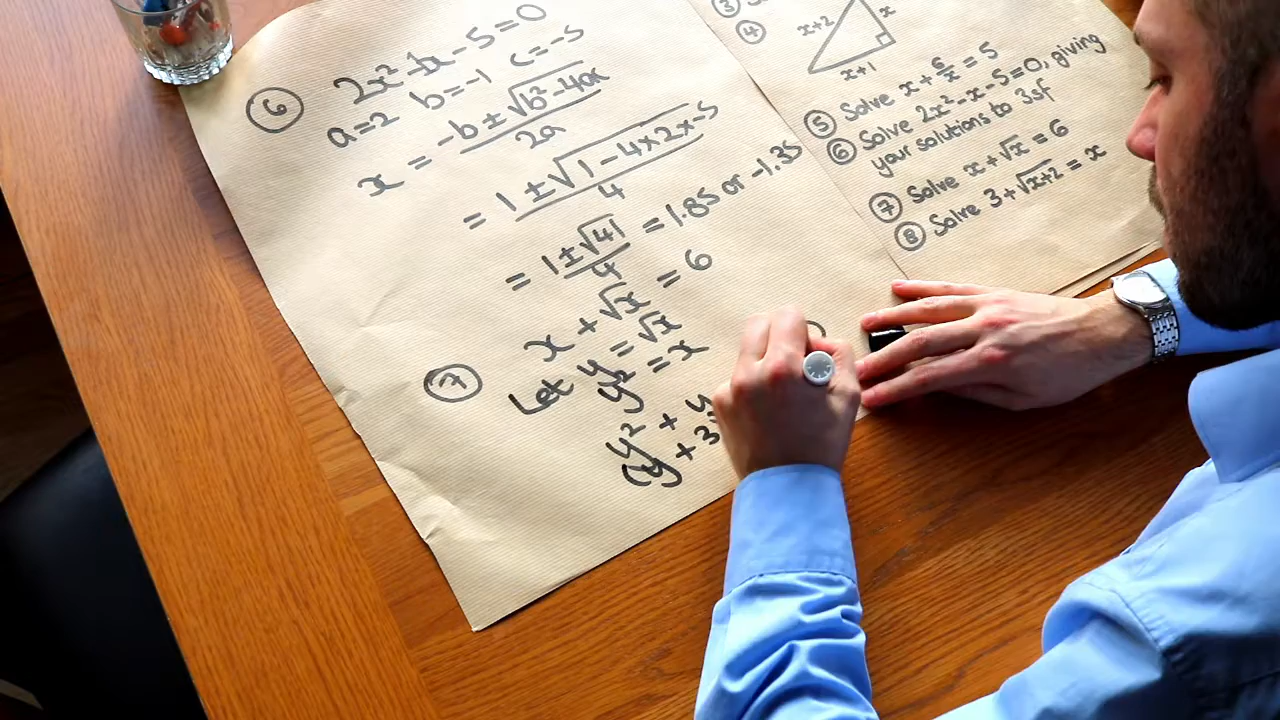 ⑥ 2x² - x - 5 = 0
a=2 b=-1 c=-5
x = -b ± √b² - 4ac / 2a
= 1 ± √1 - 4×2×-5 / 4
= 1 ± √41 / 4 = 1.85 or -1.35
⑦ x + √x = 6
Let y = √x
y² = x
y² +
(y + 3
④ x+2 x
x+1
⑤ Solve x + 6/x = 5
⑥ Solve 2x² - x - 5 = 0, giving
your solutions to 3sf
⑦ Solve x + √x = 6
⑧ Solve 3 + √x+2 = x